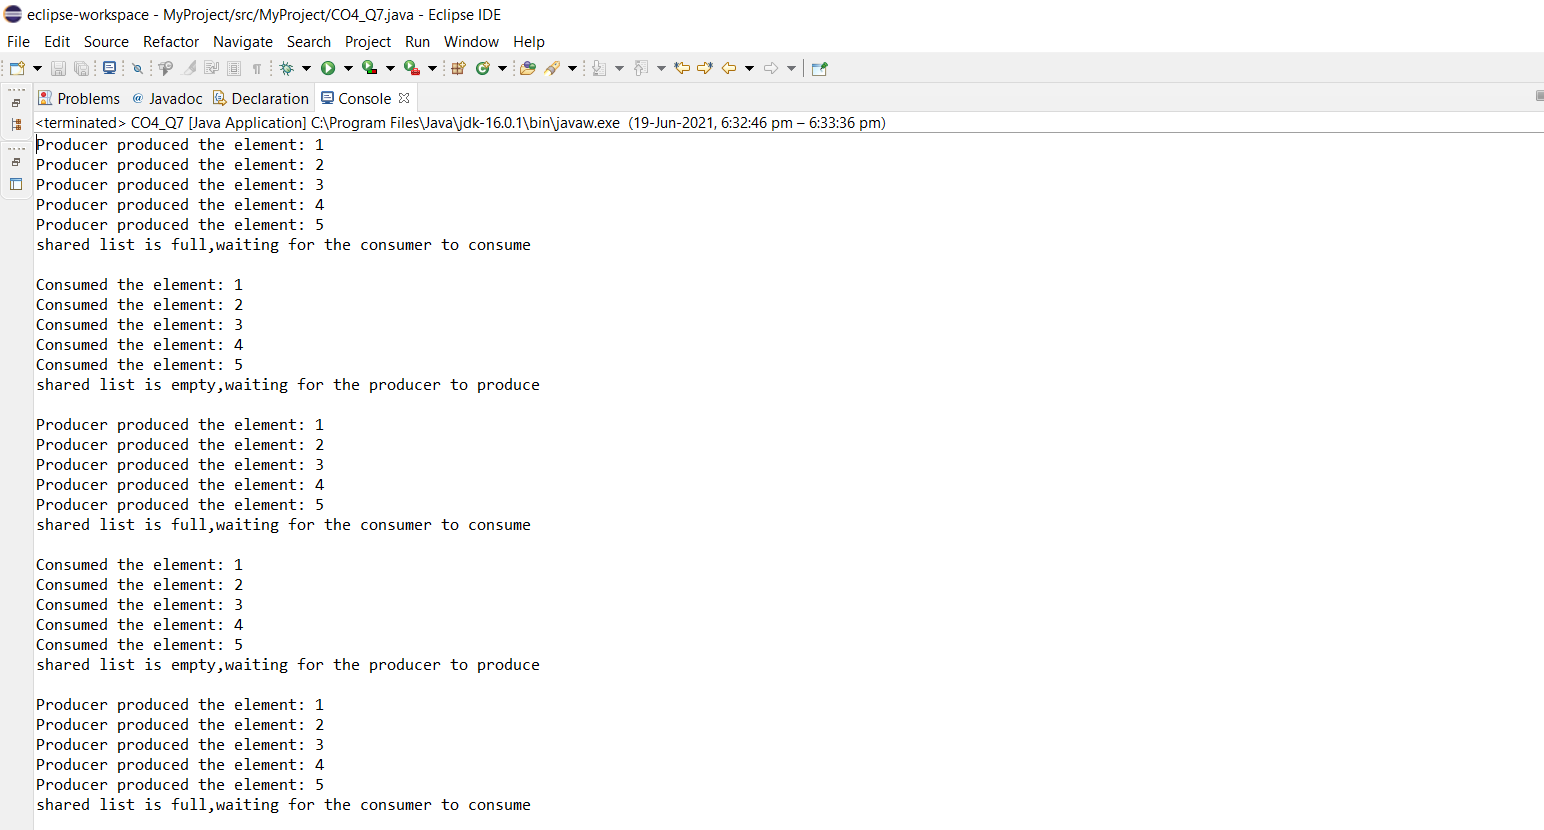 eclipse-workspace - MyProject/src/MyProject/CO4_Q7.java - Eclipse IDE
File Edit Source Refactor Navigate Search Project Run Window Help
Problems @ Javadoc Declaration Console
<terminated> CO4_Q7 [Java Application] C:\Program Files\Java\jdk-16.0.1\bin\javaw.exe (19-Jun-2021, 6:32:46 pm – 6:33:36 pm)
Producer produced the element: 1
Producer produced the element: 2
Producer produced the element: 3
Producer produced the element: 4
Producer produced the element: 5
shared list is full,waiting for the consumer to consume
Consumed the element: 1
Consumed the element: 2
Consumed the element: 3
Consumed the element: 4
Consumed the element: 5
shared list is empty,waiting for the producer to produce
Producer produced the element: 1
Producer produced the element: 2
Producer produced the element: 3
Producer produced the element: 4
Producer produced the element: 5
shared list is full,waiting for the consumer to consume
Consumed the element: 1
Consumed the element: 2
Consumed the element: 3
Consumed the element: 4
Consumed the element: 5
shared list is empty,waiting for the producer to produce
Producer produced the element: 1
Producer produced the element: 2
Producer produced the element: 3
Producer produced the element: 4
Producer produced the element: 5
shared list is full,waiting for the consumer to consume